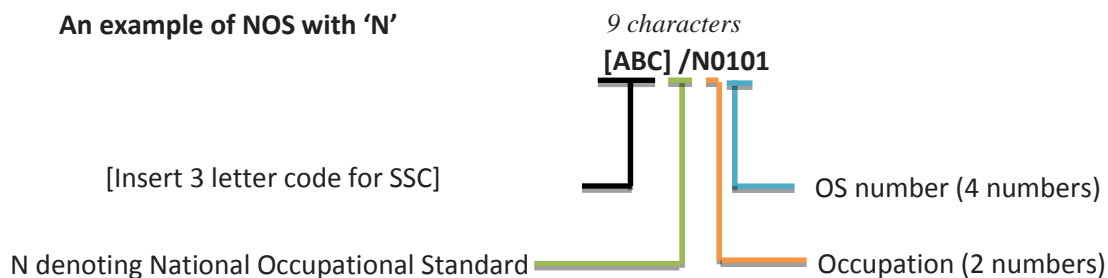 An example of NOS with ‘N’
9 characters
[ABC] /N0101
[Insert 3 letter code for SSC]
OS number (4 numbers)
N denoting National Occupational Standard
Occupation (2 numbers)